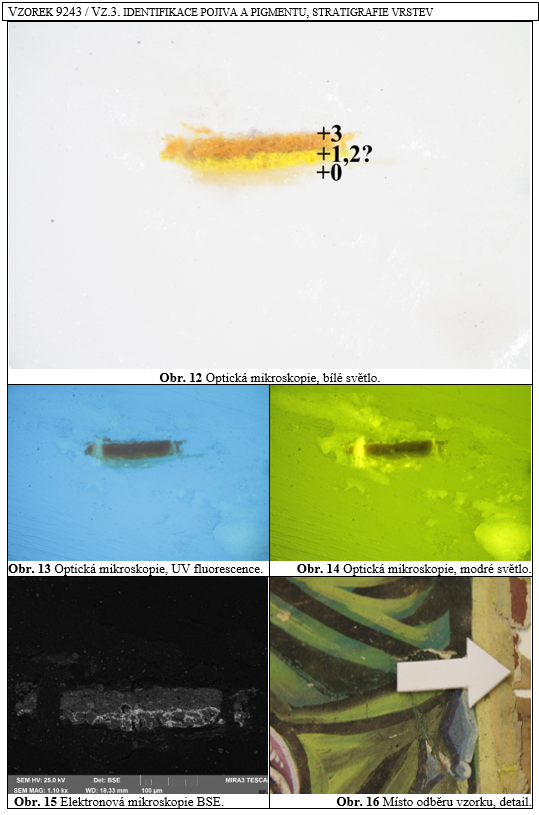 VZOREK 9243 / VZ.3. IDENTIFIKACE POJIVA A PIGMENTU, STRATIGRAFIE VRSTEV
+3
+1,2?
+0
Obr. 12 Optická mikroskopie, bílé světlo.
Obr. 13 Optická mikroskopie, UV fluorescence.
Obr. 14 Optická mikroskopie, modré světlo.
SEM HV: 25.0 kV Det: BSE MIRA3 TESCA
SEM MAG: 1.10 kx WD: 18.33 mm 100 µm
Obr. 15 Elektronová mikroskopie BSE.
Obr. 16 Místo odběru vzorku, detail.